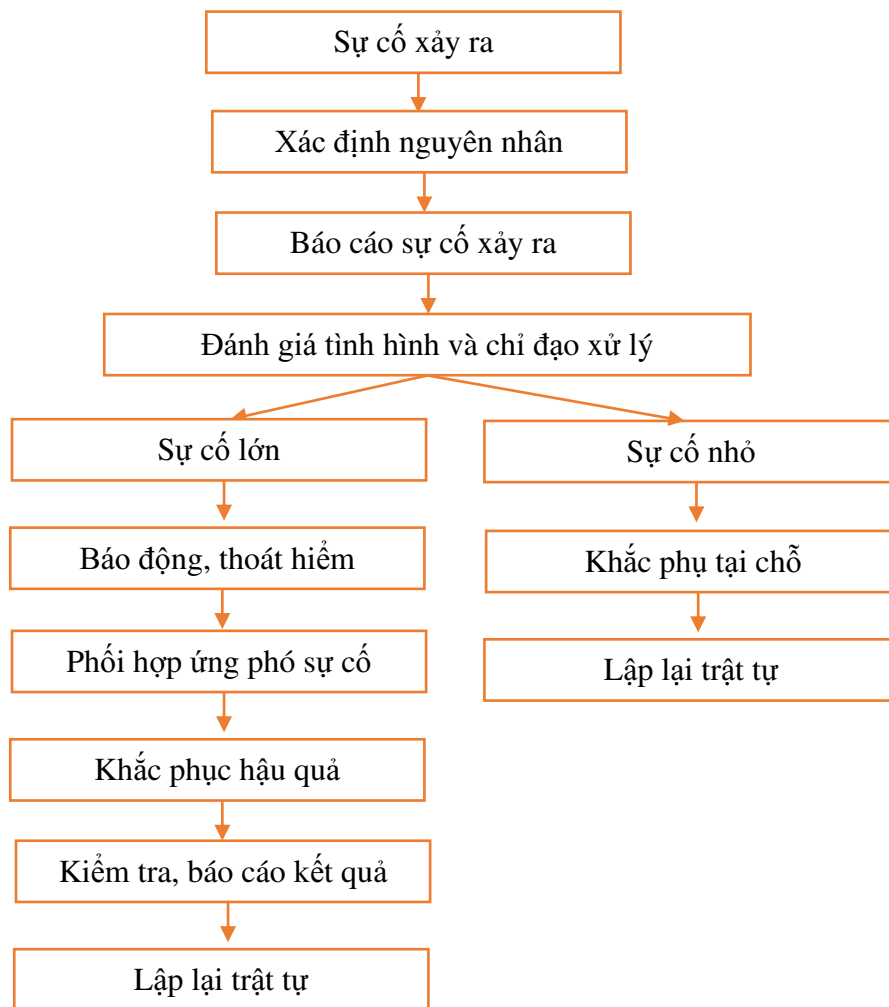 Sự cố xảy ra
Xác định nguyên nhân
Báo cáo sự cố xảy ra
Đánh giá tình hình và chỉ đạo xử lý
Sự cố lớn
Sự cố nhỏ
Báo động, thoát hiểm
Khắc phụ tại chỗ
Phối hợp ứng phó sự cố
Lập lại trật tự
Khắc phục hậu quả
Kiểm tra, báo cáo kết quả
Lập lại trật tự